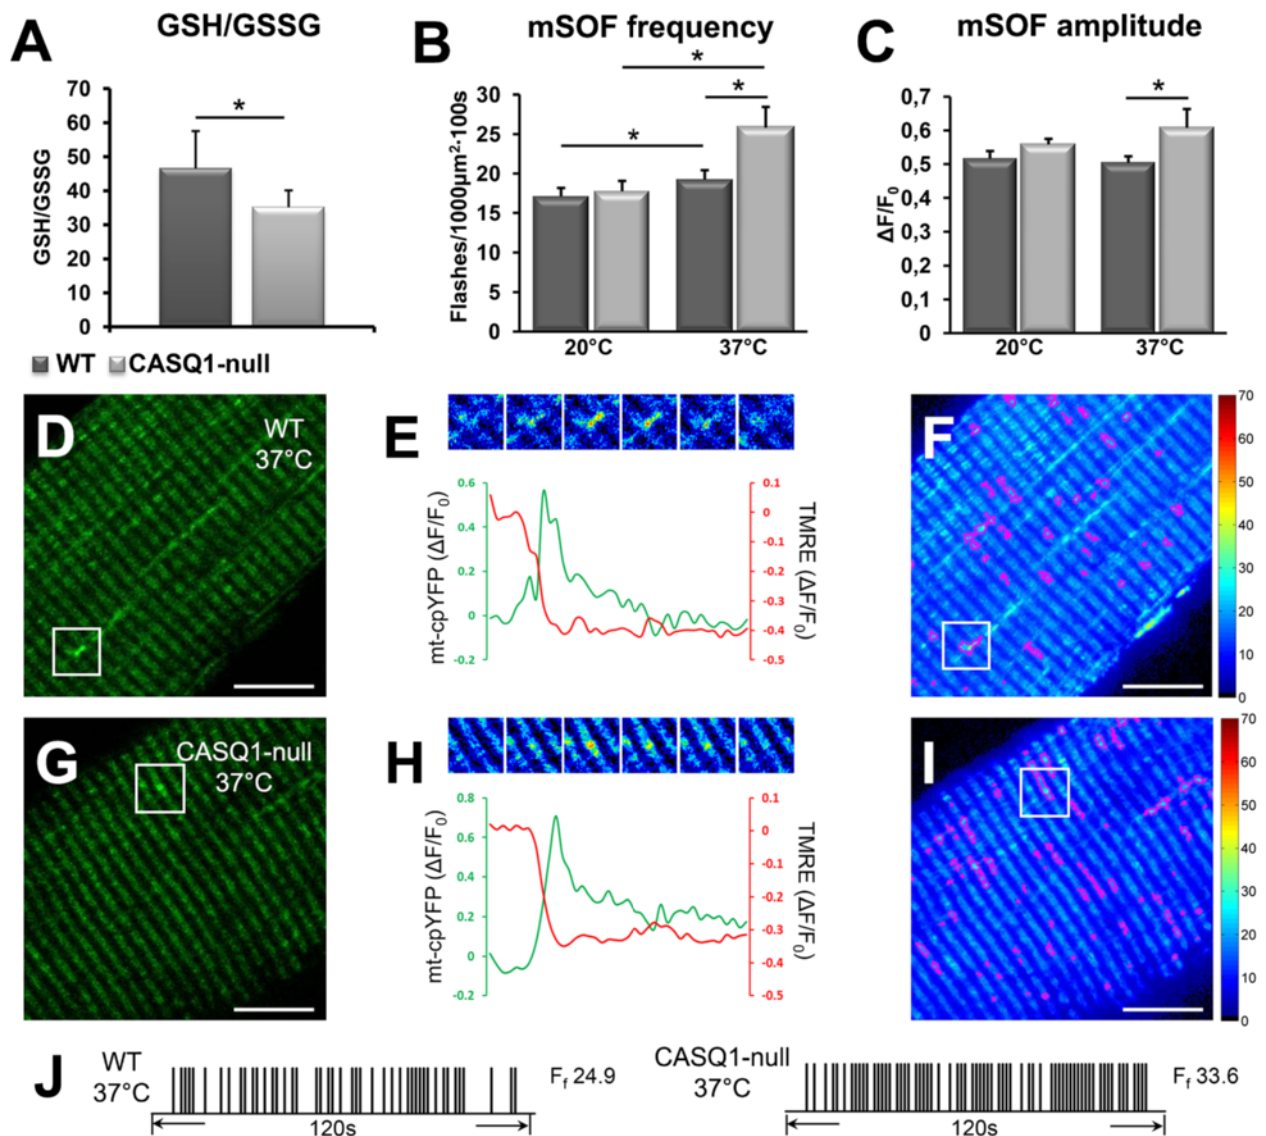 A
GSH/GSSG
GSH/GSSG
70
60
50
40
30
20
10
0
*
WT CASQ1-null
B
mSOF frequency
Flashes/1000µm²·100s
30
25
20
15
10
5
0
*
*
*
20°C 37°C
C
mSOF amplitude
ΔF/F0
0,7
0,6
0,5
0,4
0,3
0,2
0,1
0
*
20°C 37°C
D
WT
37°C
E
mt-cpYFP (ΔF/F0)
0.6
0.4
0.2
0
-0.2
0.1
0
-0.1
-0.2
-0.3
-0.4
-0.5
TMRE (ΔF/F0)
F
70
60
50
40
30
20
10
0
G
CASQ1-null
37°C
H
mt-cpYFP (ΔF/F0)
0.8
0.6
0.4
0.2
0
-0.2
0.1
0
-0.1
-0.2
-0.3
-0.4
-0.5
TMRE (ΔF/F0)
I
70
60
50
40
30
20
10
0
J
WT
37°C
120s
Ff 24.9
CASQ1-null
37°C
120s
Ff 33.6